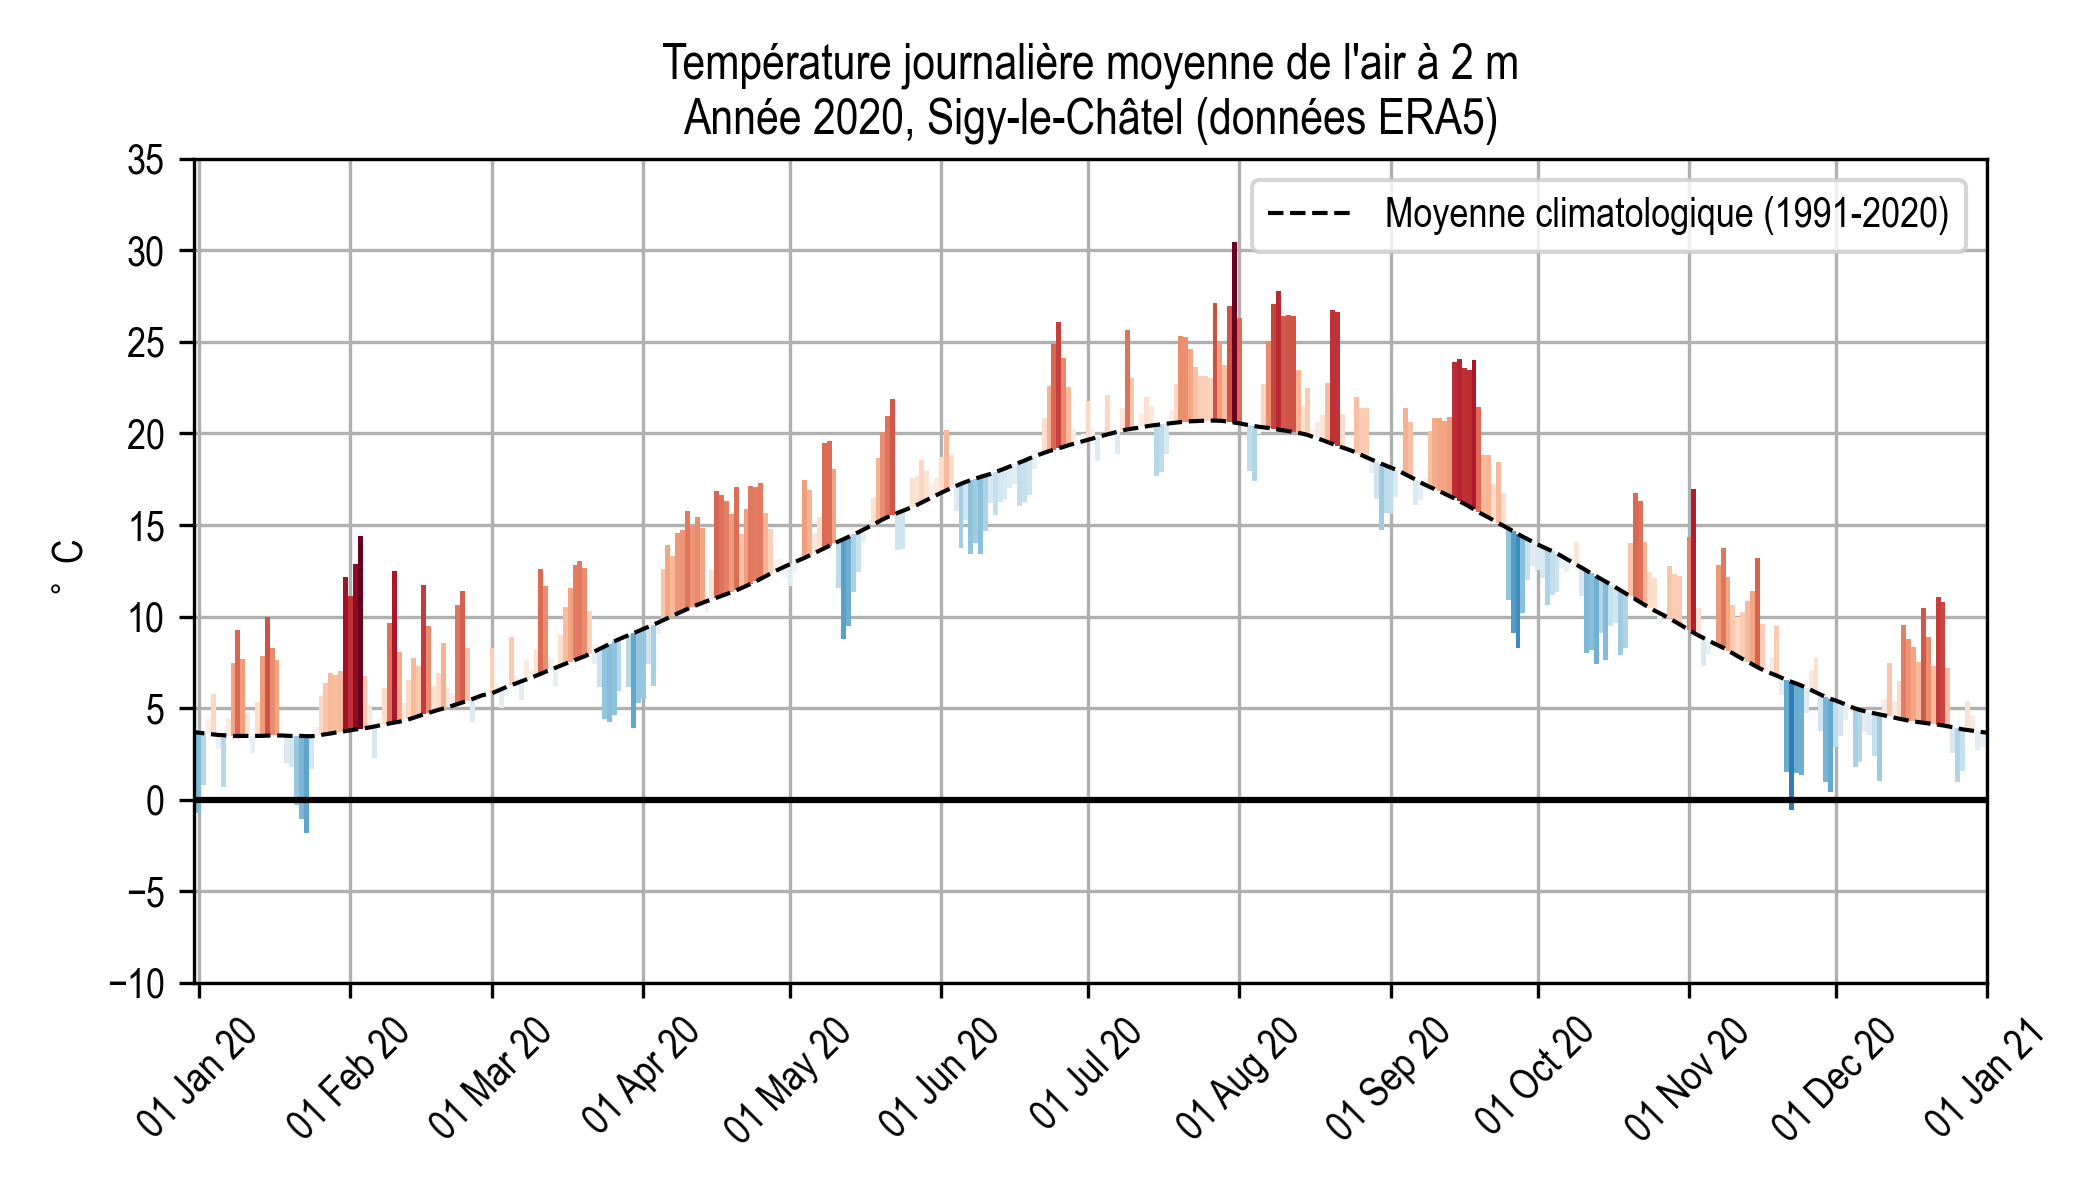 Température journalière moyenne de l'air à 2 m
Année 2020, Sigy-le-Châtel (données ERA5)
Moyenne climatologique (1991-2020)
35
30
25
20
15
10
5
0
−5
−10
° C
01 Jan 20
01 Feb 20
01 Mar 20
01 Apr 20
01 May 20
01 Jun 20
01 Jul 20
01 Aug 20
01 Sep 20
01 Oct 20
01 Nov 20
01 Dec 20
01 Jan 21